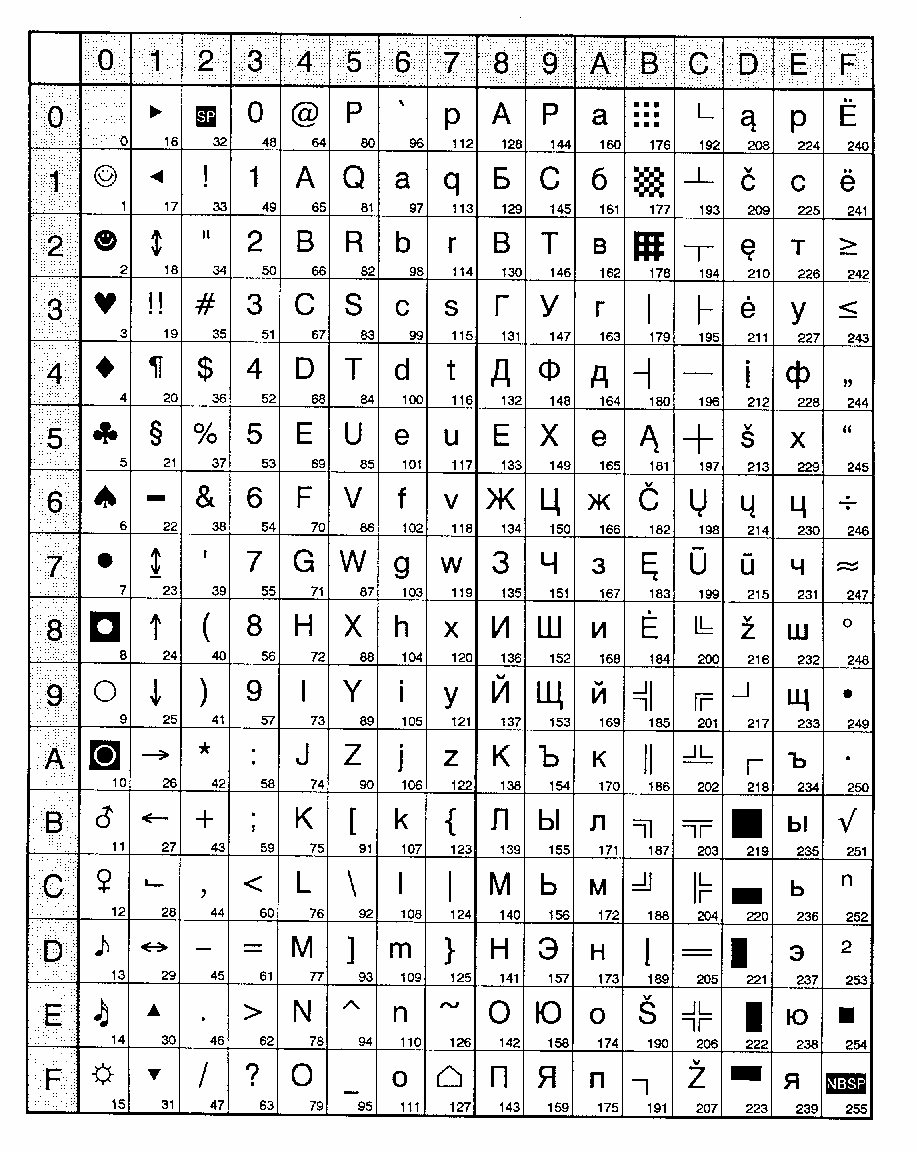 0 1 2 3 4 5 6 7 8 9 A B C D E F
0 ► SP 0 @ P ` p А Р а ░ └ ą р Ё
0 16 32 48 64 80 96 112 128 144 160 176 192 208 224 240
1 ☺ ◄ ! 1 A Q a q Б С б ▒ ┴ č с ё
1 17 33 49 65 81 97 113 129 145 161 177 193 209 225 241
2 ☻ ↕ " 2 B R b r В Т в ▓ ┬ ę т ≥
2 18 34 50 66 82 98 114 130 146 162 178 194 210 226 242
3 ♥ !! # 3 C S c s Г У г │ ├ ė у ≤
3 19 35 51 67 83 99 115 131 147 163 179 195 211 227 243
4 ♦ ¶ $ 4 D T d t Д Ф д ┤ ─ į ф „
4 20 36 52 68 84 100 116 132 148 164 180 196 212 228 244
5 ♣ § % 5 E U e u Е Х е Ą ┼ š х “
5 21 37 53 69 85 101 117 133 149 165 181 197 213 229 245
6 ♠ ▬ & 6 F V f v Ж Ц ж Č Ų ų ц ÷
6 22 38 54 70 86 102 118 134 150 166 182 198 214 230 246
7 • ↨ ' 7 G W g w З Ч з Ę Ū ū ч ≈
7 23 39 55 71 87 103 119 135 151 167 183 199 215 231 247
8 ◘ ↑ ( 8 H X h x И Ш и Ė ╚ ž ш °
8 24 40 56 72 88 104 120 136 152 168 184 200 216 232 248
9 ○ ↓ ) 9 I Y i y Й Щ й ╣ ╔ ┘ щ •
9 25 41 57 73 89 105 121 137 153 169 185 201 217 233 249
A ◙ → * : J Z j z К Ъ к ║ ╩ ┌ ъ ·
10 26 42 58 74 90 106 122 138 154 170 186 202 218 234 250
B ♂ ← + ; K [ k { Л Ы л ╗ ╦ █ ы √
11 27 43 59 75 91 107 123 139 155 171 187 203 219 235 251
C ♀ ∟ , < L \ l | М Ь м ╝ ╠ ▄ ь ⁿ
12 28 44 60 76 92 108 124 140 156 172 188 204 220 236 252
D ♪ ↔ – = M ] m } Н Э н Į ═ ▌ э ²
13 29 45 61 77 93 109 125 141 157 173 189 205 221 237 253
E ♫ ▲ . > N ^ n ~ О Ю о Š ╬ ▐ ю ■
14 30 46 62 78 94 110 126 142 158 174 190 206 222 238 254
F ☼ ▼ / ? O _ o ⌂ П Я п ┐ Ž ▀ я NBSP
15 31 47 63 79 95 111 127 143 159 175 191 207 223 239 255